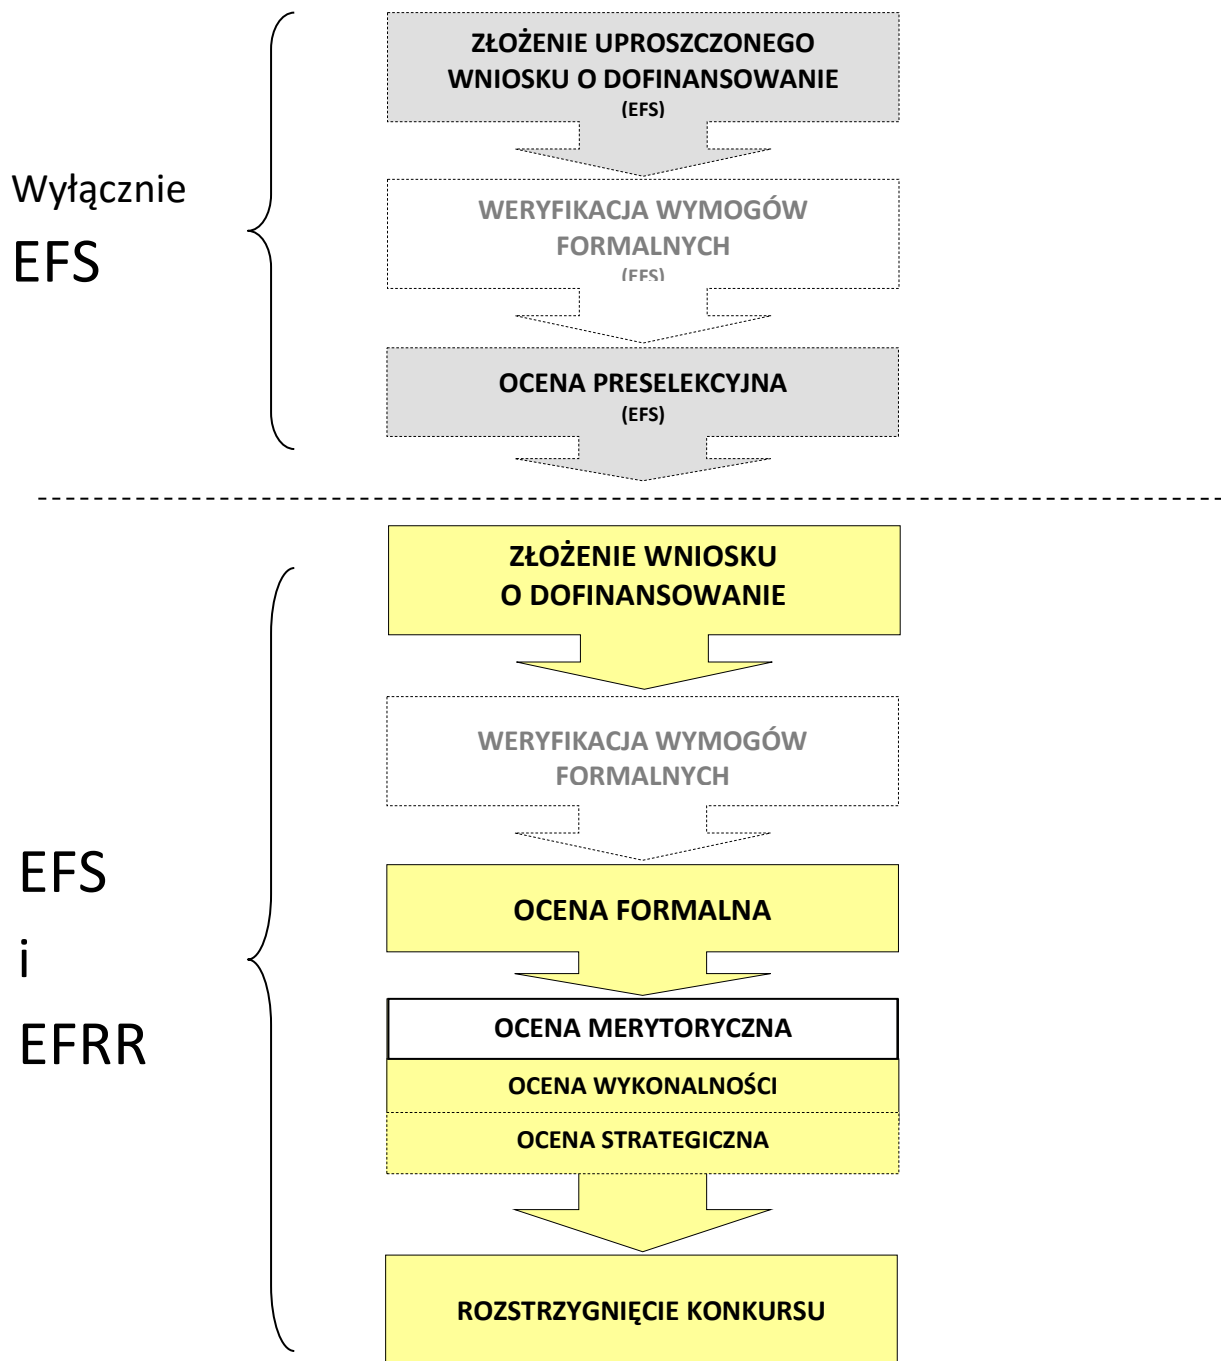 ZŁOŻENIE UPROSZCZONEGO
WNIOSKU O DOFINANSOWANIE
(EFS)
Wyłącznie
EFS
WERYFIKACJA WYMOGÓW
FORMALNYCH
(EFS)
OCENA PRESELEKCYJNA
(EFS)
ZŁOŻENIE WNIOSKU
O DOFINANSOWANIE
WERYFIKACJA WYMOGÓW
FORMALNYCH
EFS
i
EFRR
OCENA FORMALNA
OCENA MERYTORYCZNA
OCENA WYKONALNOŚCI
OCENA STRATEGICZNA
ROZSTRZYGNIĘCIE KONKURSU